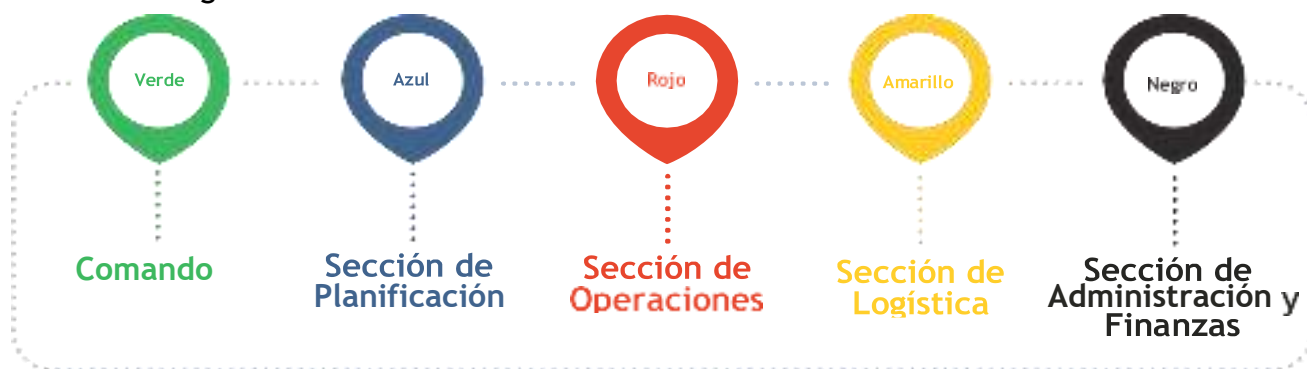 Verde
Azul
Rojo
Amarillo
Negro
Comando
Sección de
Planificación
Sección de
Operaciones
Sección de
Logística
Sección de
Administración y
Finanzas